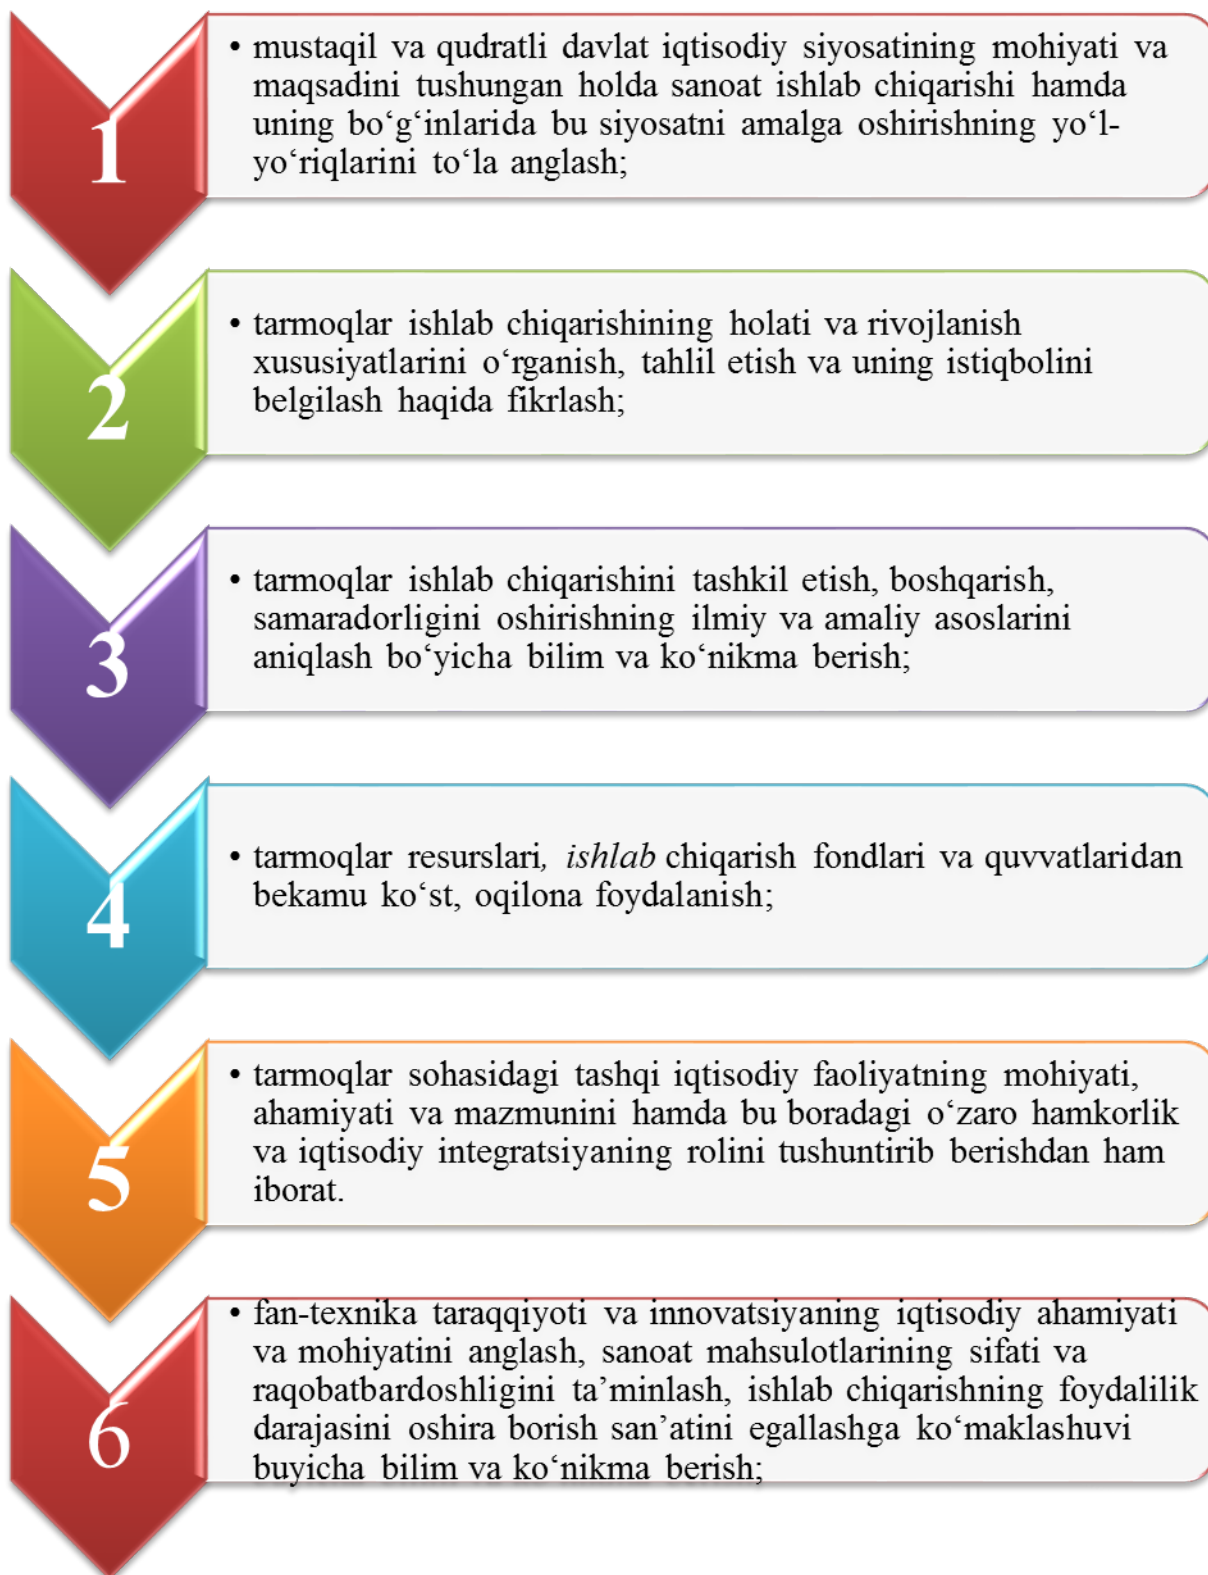 1
• mustaqil va qudratli davlat iqtisodiy siyosatining mohiyati va
maqsadini tushungan holda sanoat ishlab chiqarishi hamda
uning bo‘g‘inlarida bu siyosatni amalga oshirishning yo‘l-
yo‘riqlarini to‘la anglash;
2
• tarmoqlar ishlab chiqarishining holati va rivojlanish
xususiyatlarini o‘rganish, tahlil etish va uning istiqbolini
belgilash haqida fikrlash;
3
• tarmoqlar ishlab chiqarishini tashkil etish, boshqarish,
samaradorligini oshirishning ilmiy va amaliy asoslarini
aniqlash bo‘yicha bilim va ko‘nikma berish;
4
• tarmoqlar resurslari, ishlab chiqarish fondlari va quvvatlaridan
bekamu ko‘st, oqilona foydalanish;
5
• tarmoqlar sohasidagi tashqi iqtisodiy faoliyatning mohiyati,
ahamiyati va mazmunini hamda bu boradagi o‘zaro hamkorlik
va iqtisodiy integratsiyaning rolini tushuntirib berishdan ham
iborat.
6
• fan-texnika taraqqiyoti va innovatsiyaning iqtisodiy ahamiyati
va mohiyatini anglash, sanoat mahsulotlarining sifati va
raqobatbardoshligini ta’minlash, ishlab chiqarishning foydalilik
darajasini oshira borish san’atini egallashga ko‘maklashuvi
buyicha bilim va ko‘nikma berish;